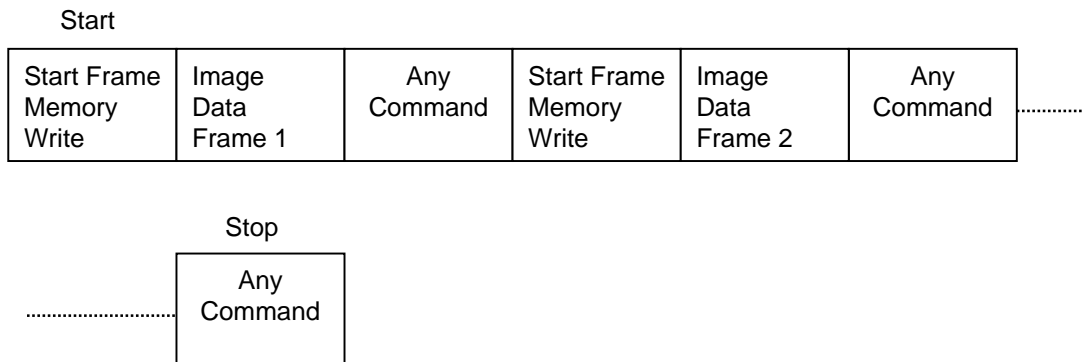 Start
Start Frame
Memory
Write
Image
Data
Frame 1
Any
Command
Start Frame
Memory
Write
Image
Data
Frame 2
Any
Command
Stop
Any
Command